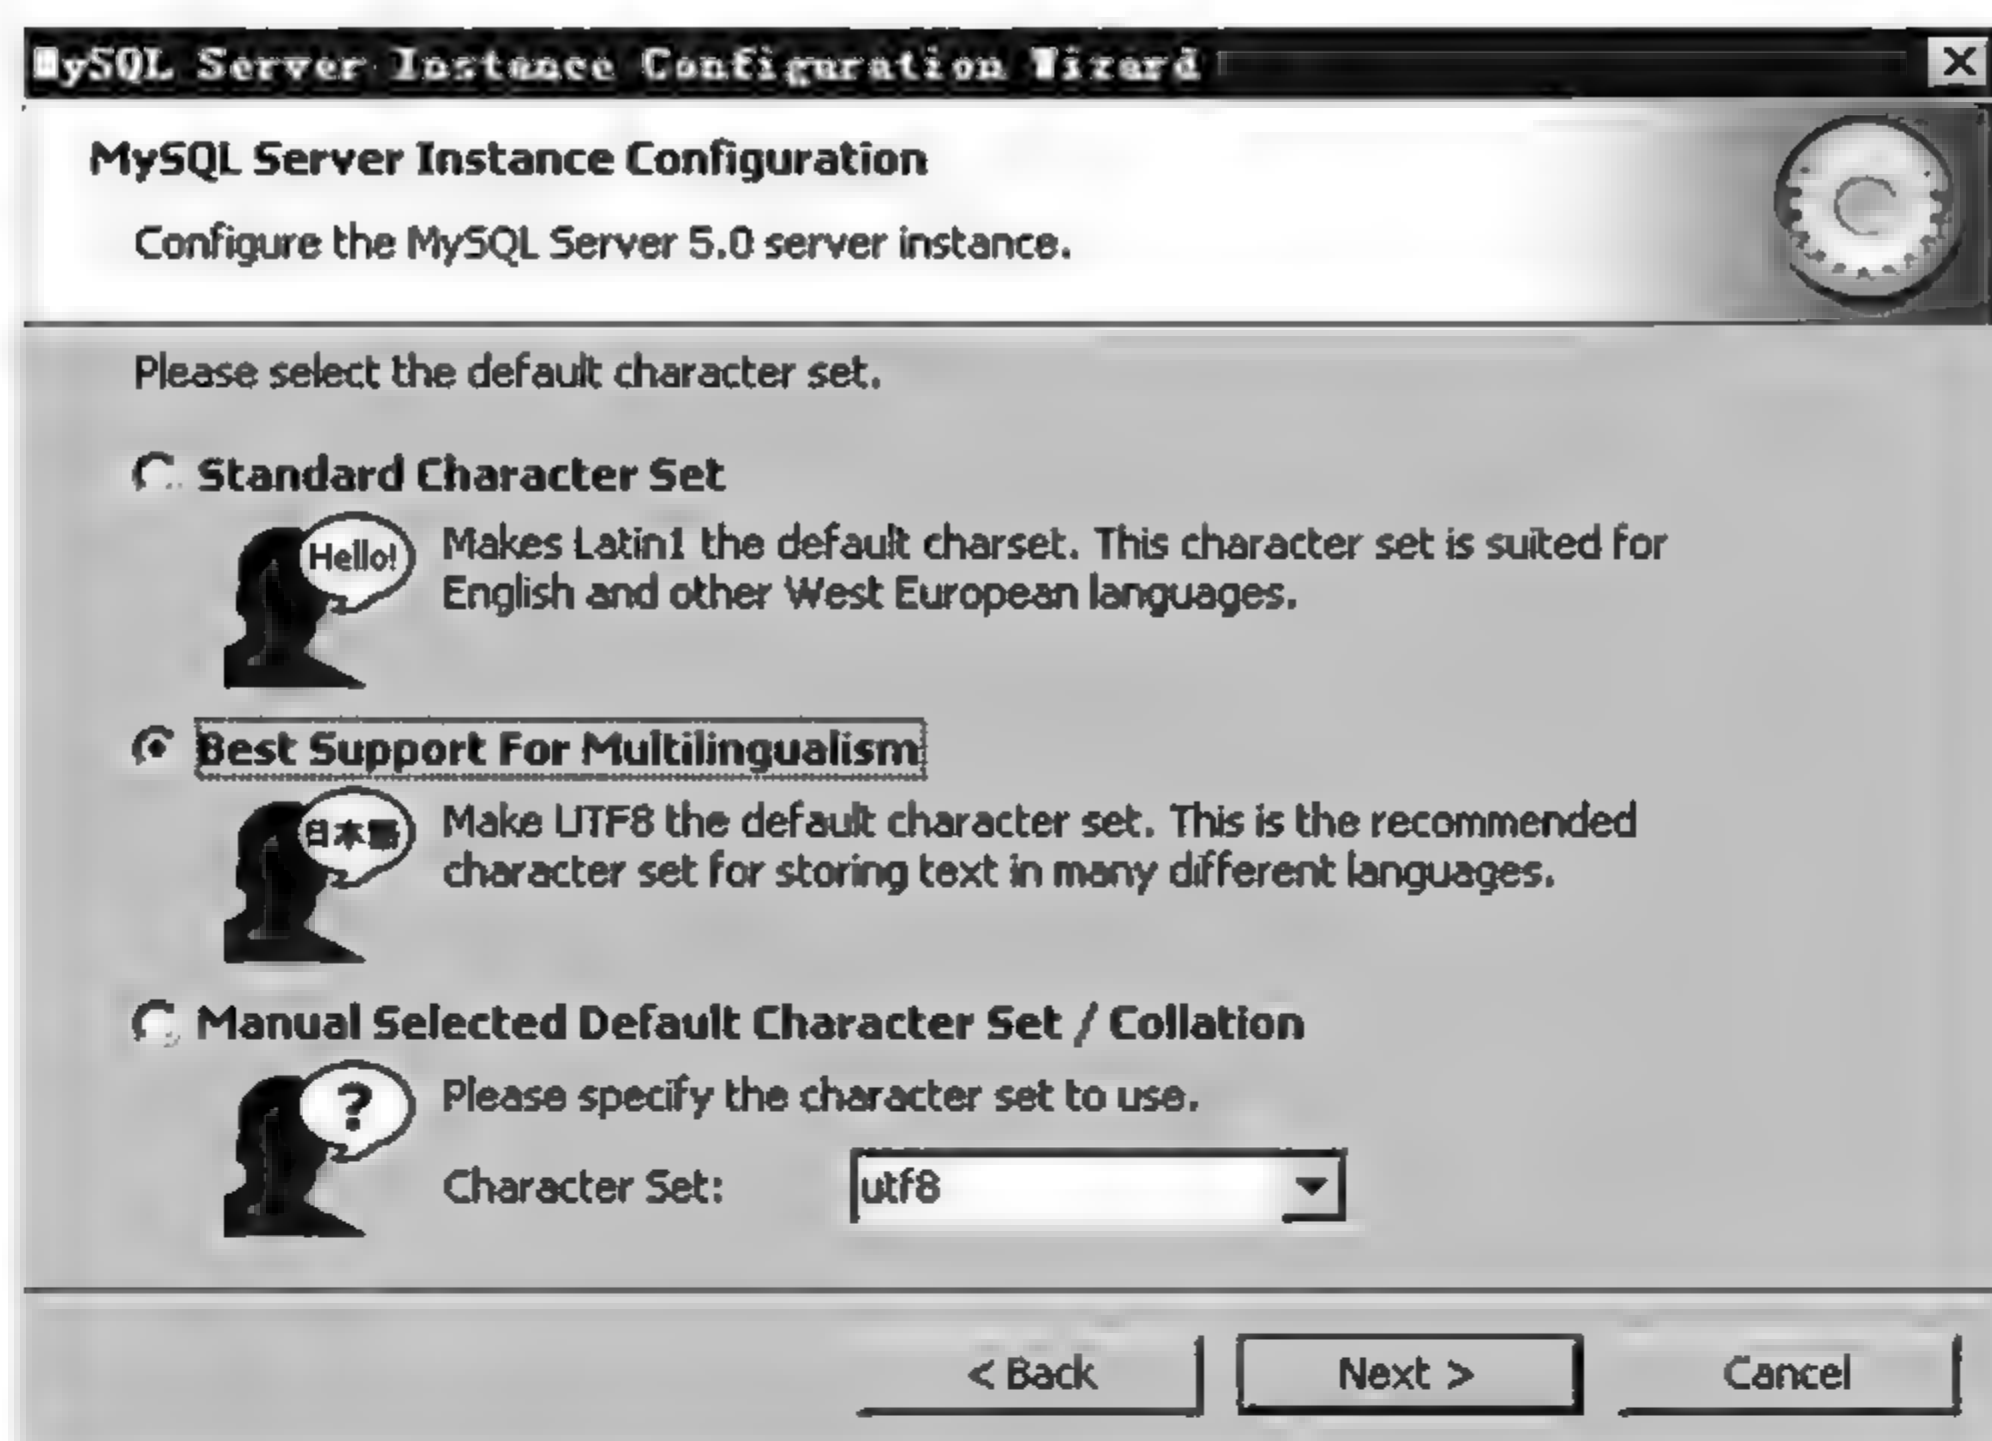 MySQL Server Instance Configuration Wizard
MySQL Server Instance Configuration
Configure the MySQL Server 5.0 server instance.
Please select the default character set.
Standard Character Set
Hello!
Makes Latin1 the default charset. This character set is suited for
English and other West European languages.
Best Support For Multilingualism
日本語
Make UTF8 the default character set. This is the recommended
character set for storing text in many different languages.
Manual Selected Default Character Set / Collation
?
Please specify the character set to use.
Character Set: utf8
< Back Next > Cancel